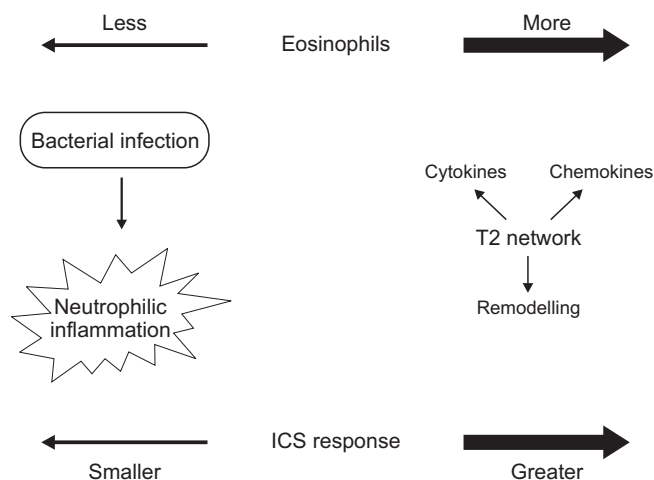 Less
Eosinophils
More
Bacterial infection
Cytokines
Chemokines
T2 network
Remodelling
Neutrophilic
inflammation
ICS response
Smaller
Greater